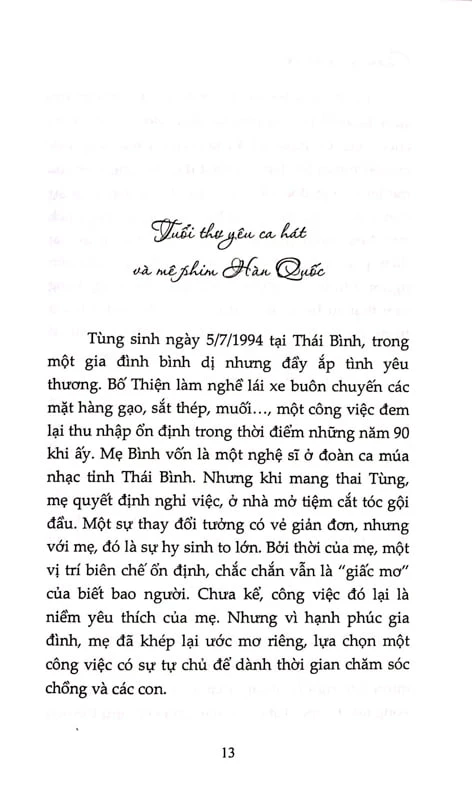 Tuổi thơ yêu ca hát
và mê phim Hàn Quốc
Tùng sinh ngày 5/7/1994 tại Thái Bình, trong
một gia đình bình dị nhưng đầy ắp tình yêu
thương. Bố Thiện làm nghề lái xe buôn chuyến các
mặt hàng gạo, sắt thép, muối..., một công việc đem
lại thu nhập ổn định trong thời điểm những năm 90
khi ấy. Mẹ Bình vốn là một nghệ sĩ ở đoàn ca múa
nhạc tỉnh Thái Bình. Nhưng khi mang thai Tùng,
mẹ quyết định nghỉ việc, ở nhà mở tiệm cắt tóc gội
đầu. Một sự thay đổi tưởng có vẻ giản đơn, nhưng
với mẹ, đó là sự hy sinh to lớn. Bởi thời của mẹ, một
vị trí biên chế ổn định, chắc chắn vẫn là “giấc mơ”
của biết bao người. Chưa kể, công việc đó lại là
niềm yêu thích của mẹ. Nhưng vì hạnh phúc gia
đình, mẹ đã khép lại ước mơ riêng, lựa chọn một
công việc có sự tự chủ để dành thời gian chăm sóc
chồng và các con.
13